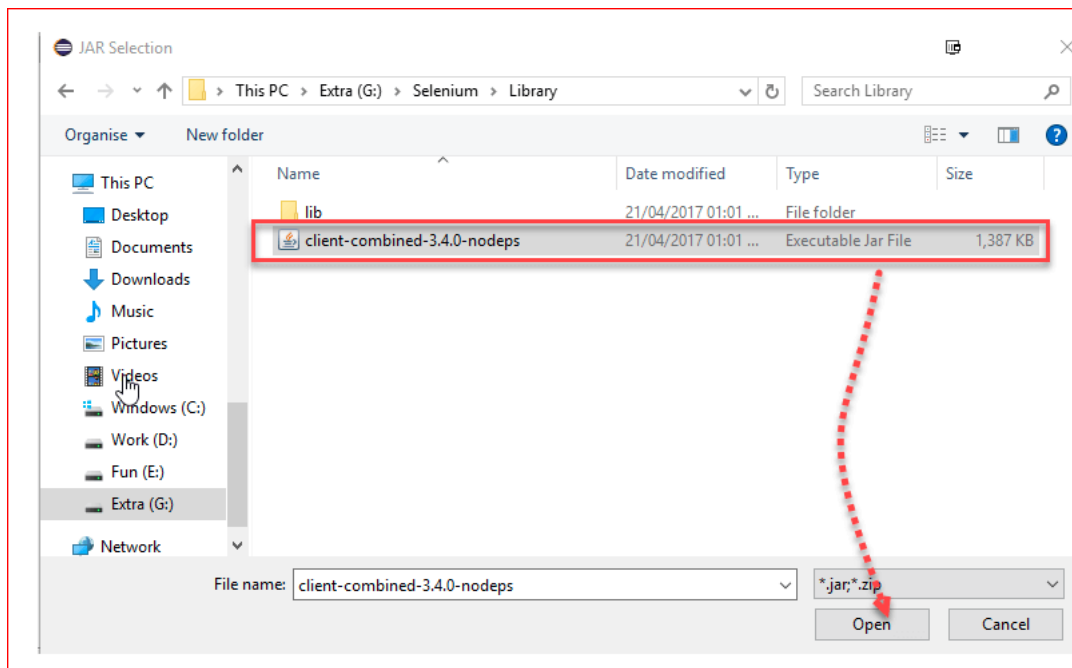 JAR Selection
This PC > Extra (G:) > Selenium > Library
Search Library
Organise
New folder
Name
Date modified
Type
Size
This PC
Desktop
Documents
Downloads
Music
Pictures
Videos
Windows (C:)
Work (D:)
Fun (E:)
Extra (G:)
Network
lib 21/04/2017 01:01 ... File folder
client-combined-3.4.0-nodeps 21/04/2017 01:01 ... Executable Jar File 1,387 KB
File name: client-combined-3.4.0-nodeps
*.jar;*.zip
Open
Cancel